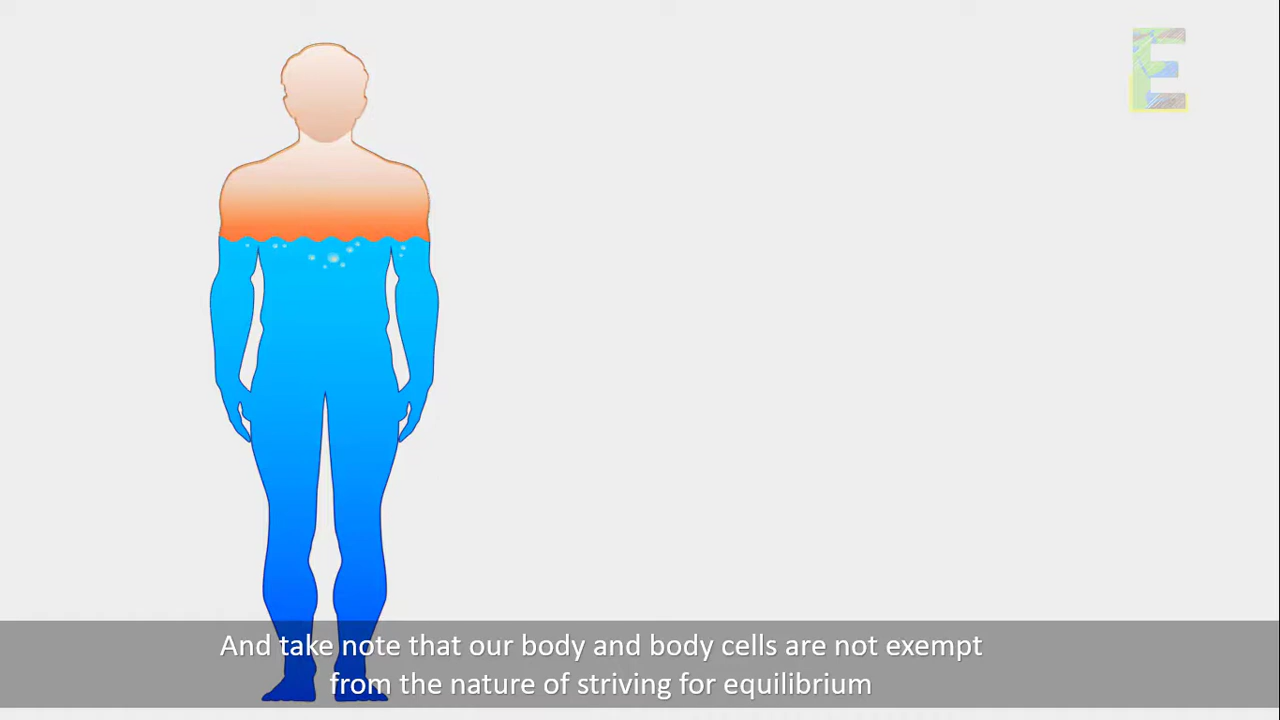 E
And take note that our body and body cells are not exempt
from the nature of striving for equilibrium